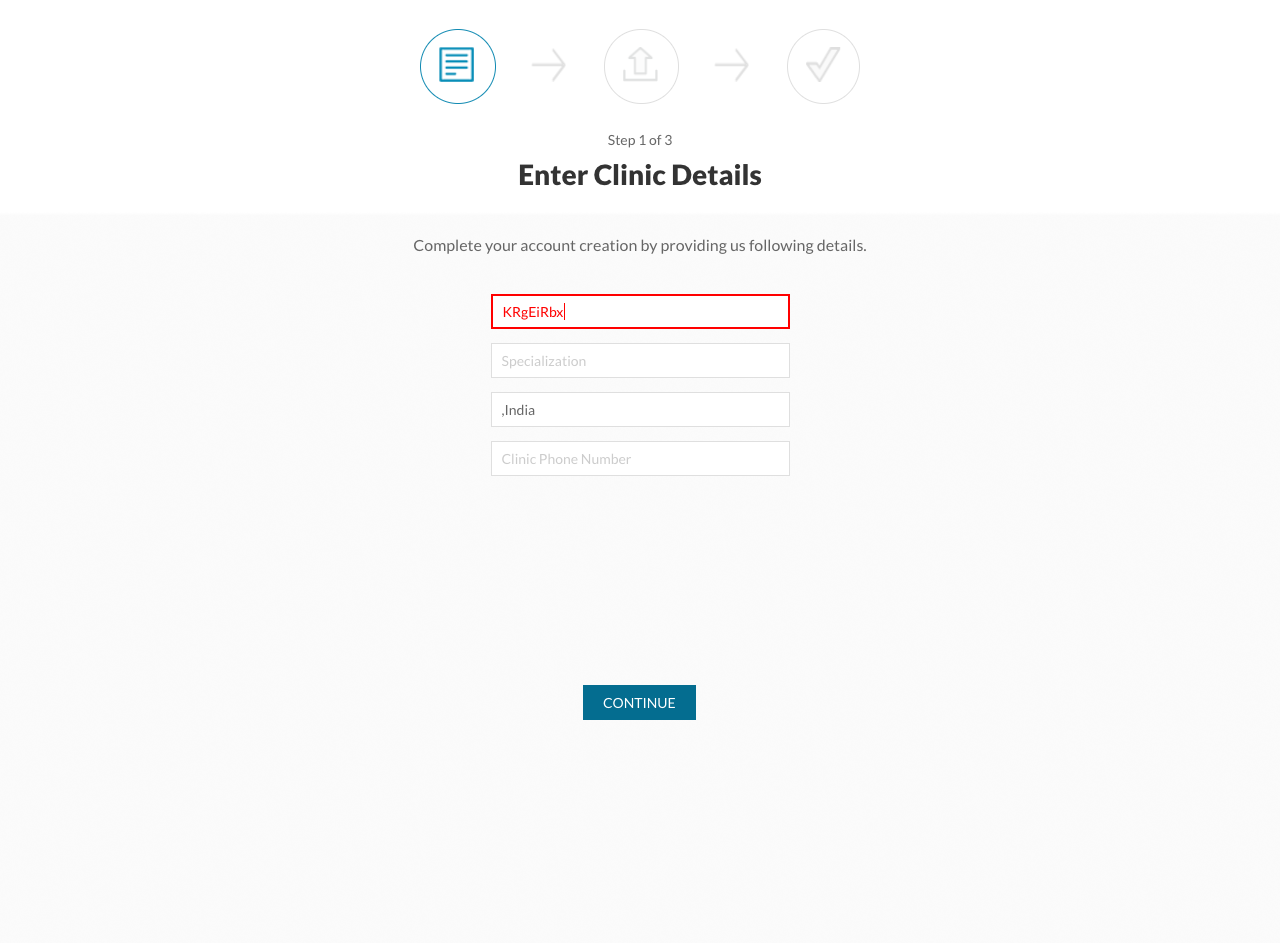 Step 1 of 3
Enter Clinic Details
Complete your account creation by providing us following details.
KRgEiRbx
Specialization
,India
Clinic Phone Number
CONTINUE